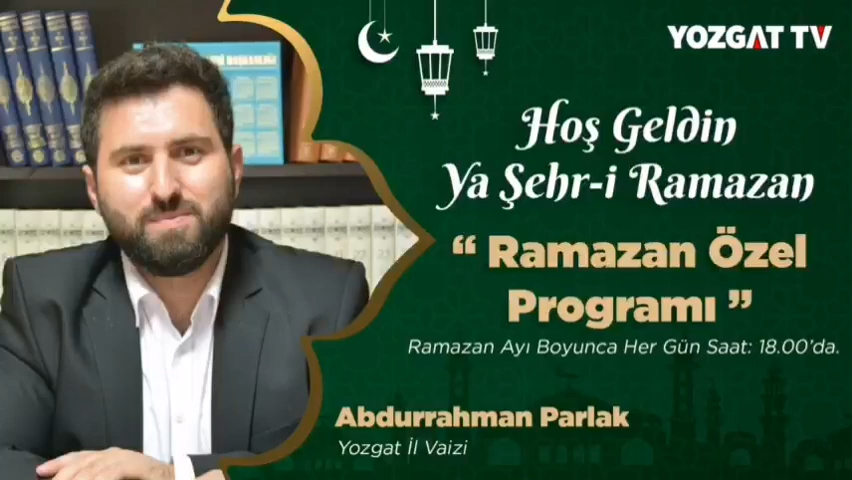 YOZGAT TV
Hoş Geldin
Ya Şehr-i Ramazan
“ Ramazan Özel
Programı ”
Ramazan Ayı Boyunca Her Gün Saat: 18.00’da.
Abdurrahman Parlak
Yozgat İl Vaizi